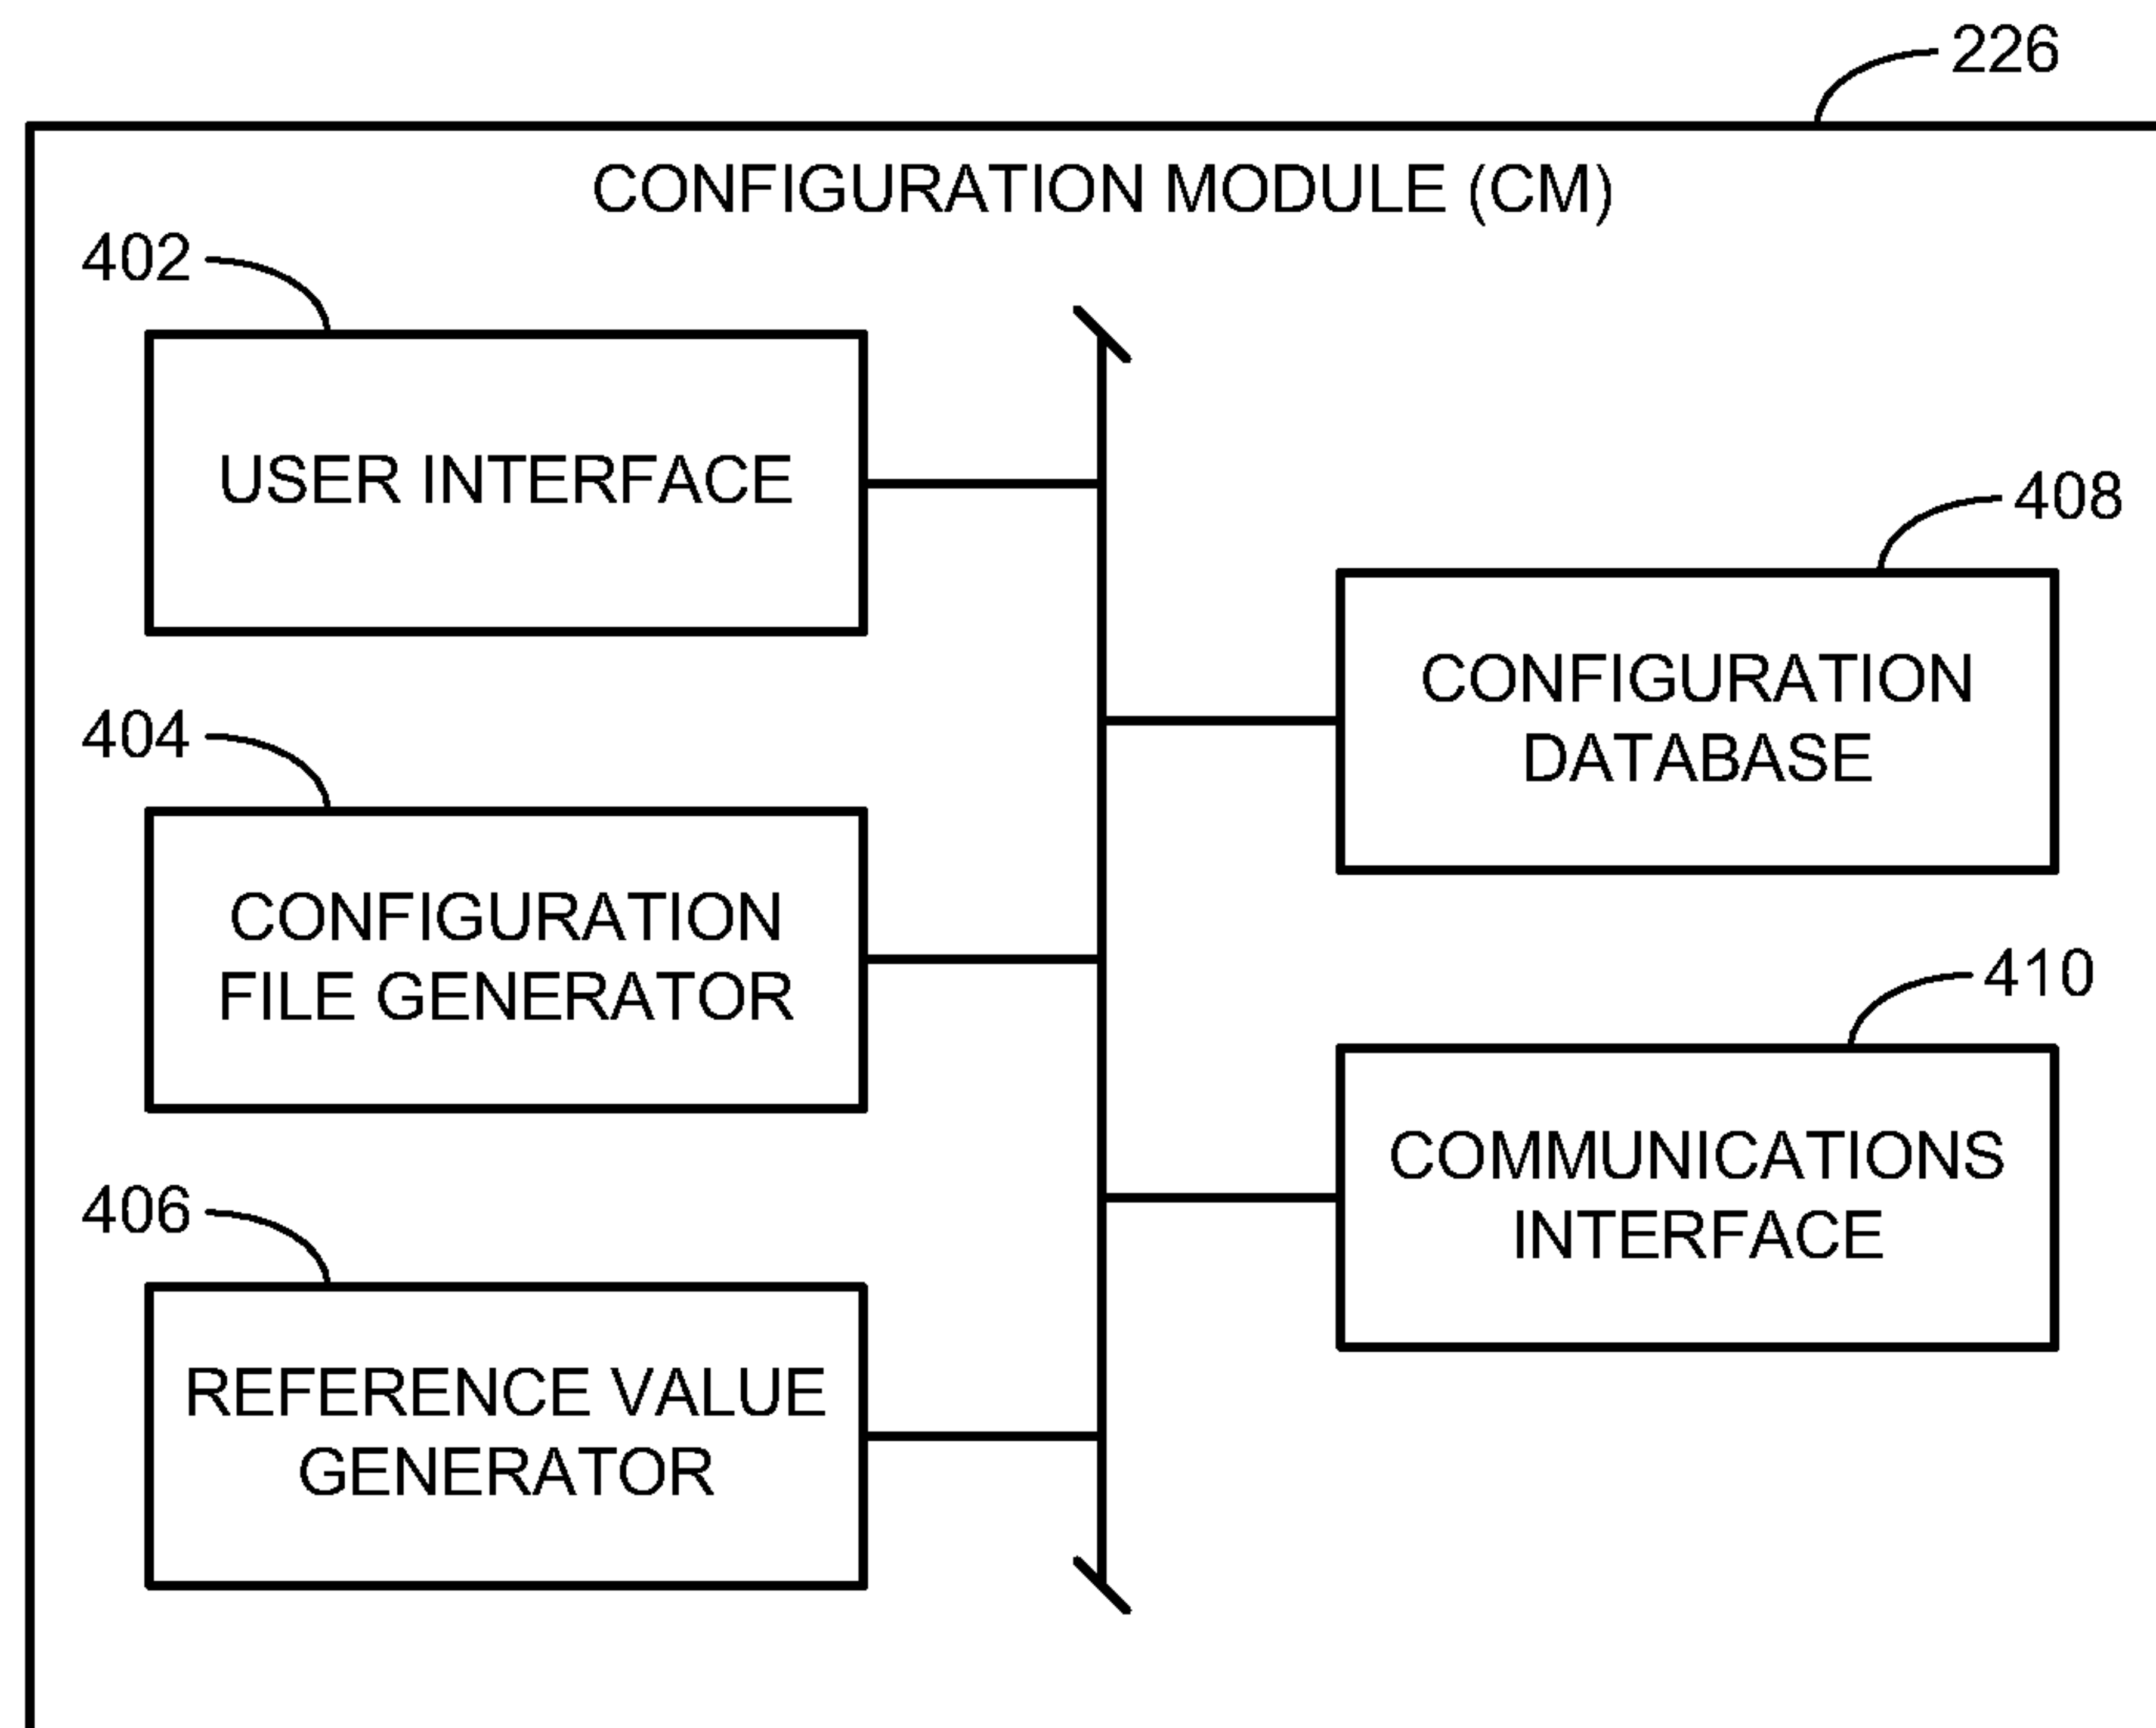 226
CONFIGURATION MODULE (CM)
402
USER INTERFACE
404
CONFIGURATION
FILE GENERATOR
406
REFERENCE VALUE
GENERATOR
408
CONFIGURATION
DATABASE
410
COMMUNICATIONS
INTERFACE